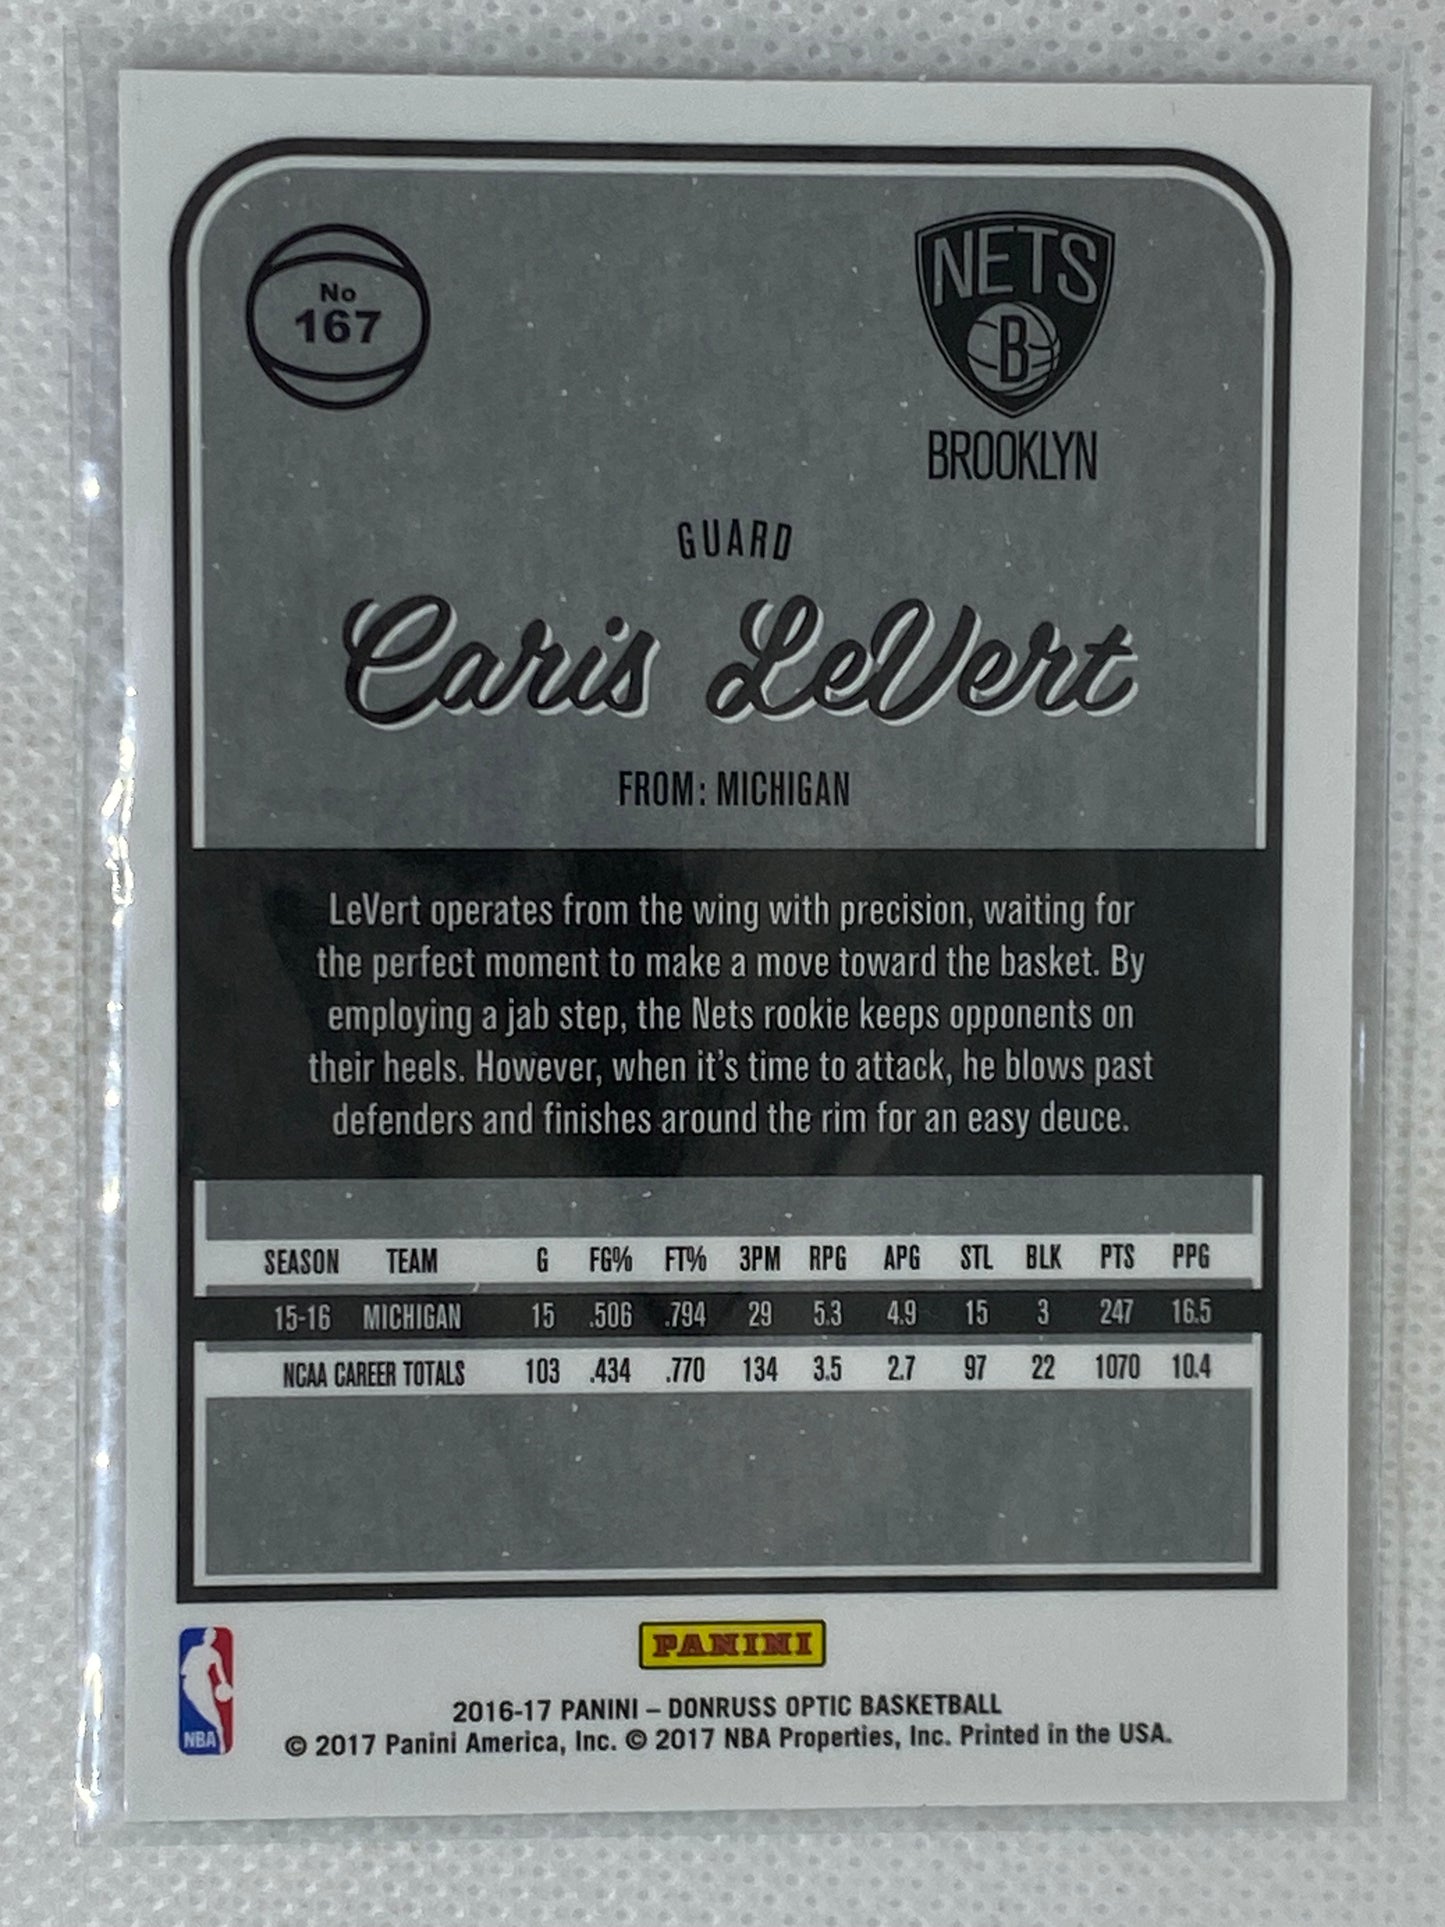 No
167
NETS
B
BROOKLYN
GUARD
Caris LeVert
FROM: MICHIGAN
LeVert operates from the wing with precision, waiting for
the perfect moment to make a move toward the basket. By
employing a jab step, the Nets rookie keeps opponents on
their heels. However, when it's time to attack, he blows past
defenders and finishes around the rim for an easy deuce.
SEASON TEAM G FG% FT% 3PM RPG APG STL BLK PTS PPG
15-16 MICHIGAN 15 .506 .794 29 5.3 4.9 15 3 247 16.5
NCAA CAREER TOTALS 103 .434 .770 134 3.5 2.7 97 22 1070 10.4
PANINI
NBA
2016-17 PANINI – DONRUSS OPTIC BASKETBALL
© 2017 Panini America, Inc. © 2017 NBA Properties, Inc. Printed in the USA.